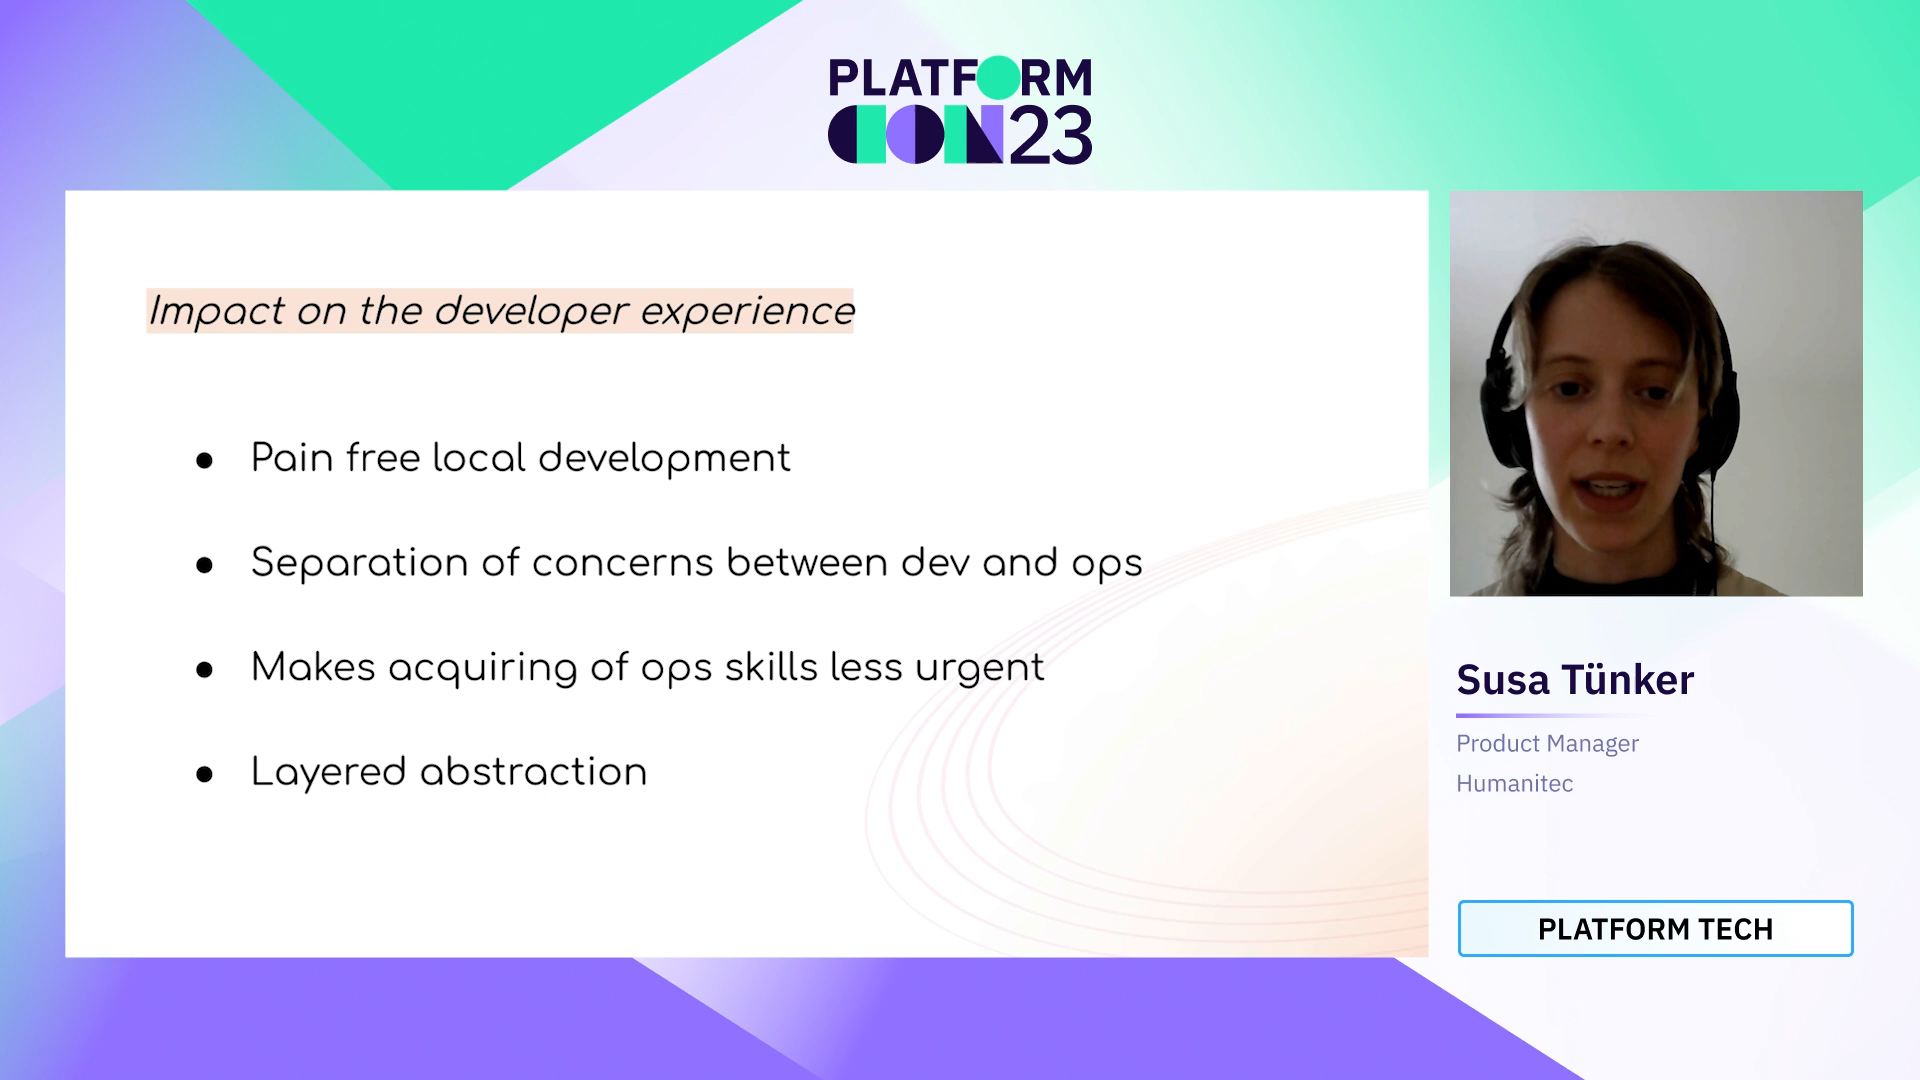 PLATFORM
CON23
Impact on the developer experience
Pain free local development
Separation of concerns between dev and ops
Makes acquiring of ops skills less urgent
Layered abstraction
Susa Tünker
Product Manager
Humanitec
PLATFORM TECH